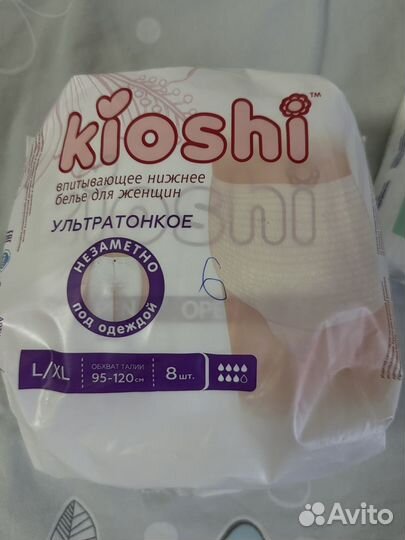 kioshi™
впитывающее нижнее
белье для женщин
УЛЬТРАТОНКОЕ
НЕЗАМЕТНО
под одеждой
6
L/XL
ОБХВАТ ТАЛИИ
95-120 см
8 шт.
Avito